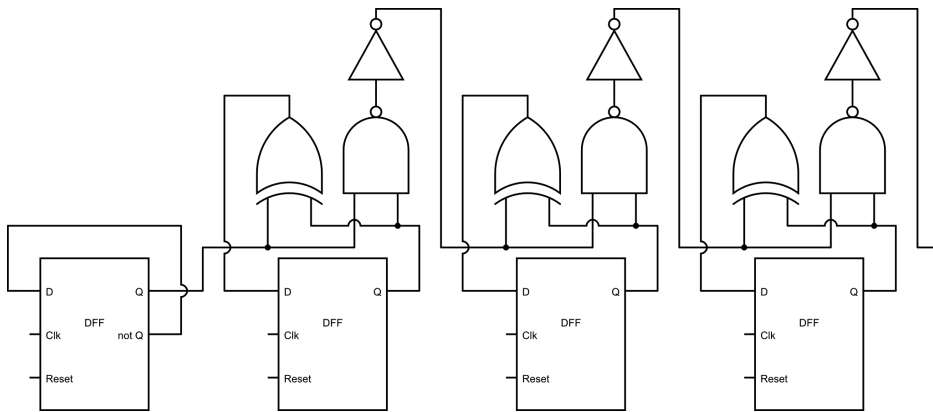 D Q
DFF
Clk not Q
Reset
D Q
DFF
Clk
Reset
D Q
DFF
Clk
Reset
D Q
DFF
Clk
Reset